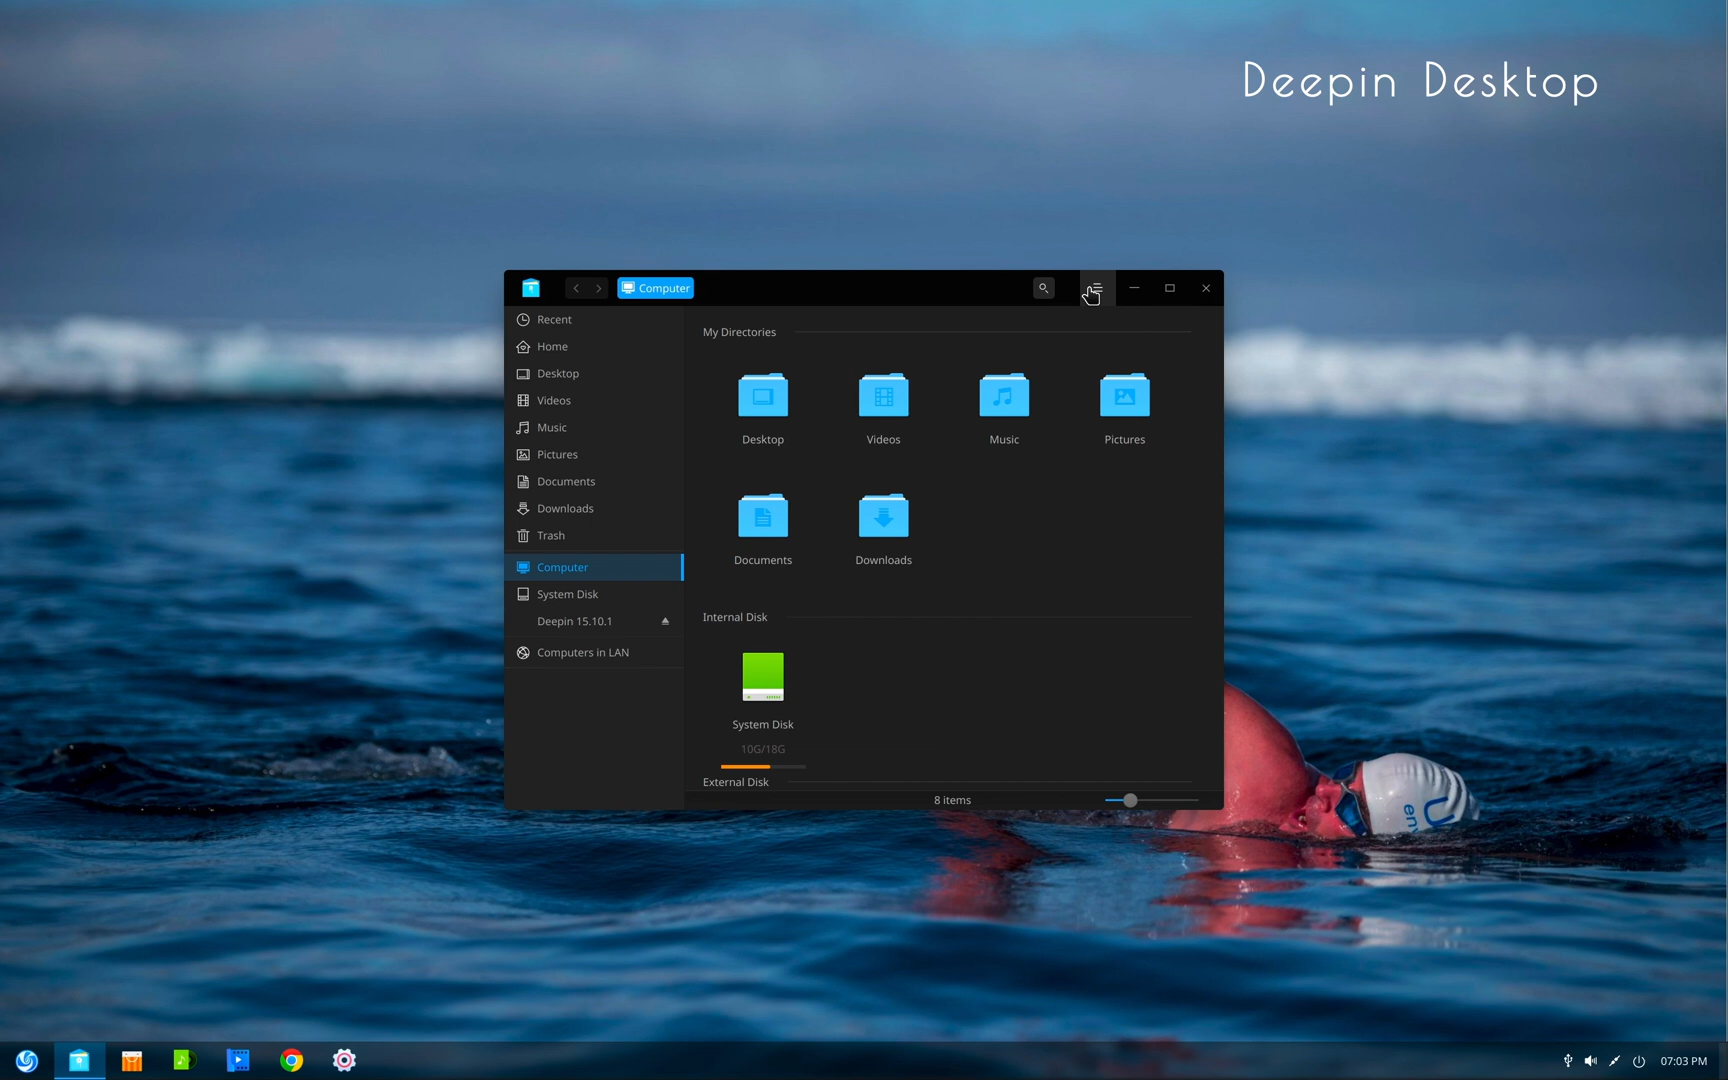 Deepin Desktop
Computer
Recent
Home
Desktop
Videos
Music
Pictures
Documents
Downloads
Trash
Computer
System Disk
Deepin 15.10.1
Computers in LAN
My Directories
Desktop
Videos
Music
Pictures
Documents
Downloads
Internal Disk
System Disk
10G/18G
External Disk
8 items
en
07:03 PM